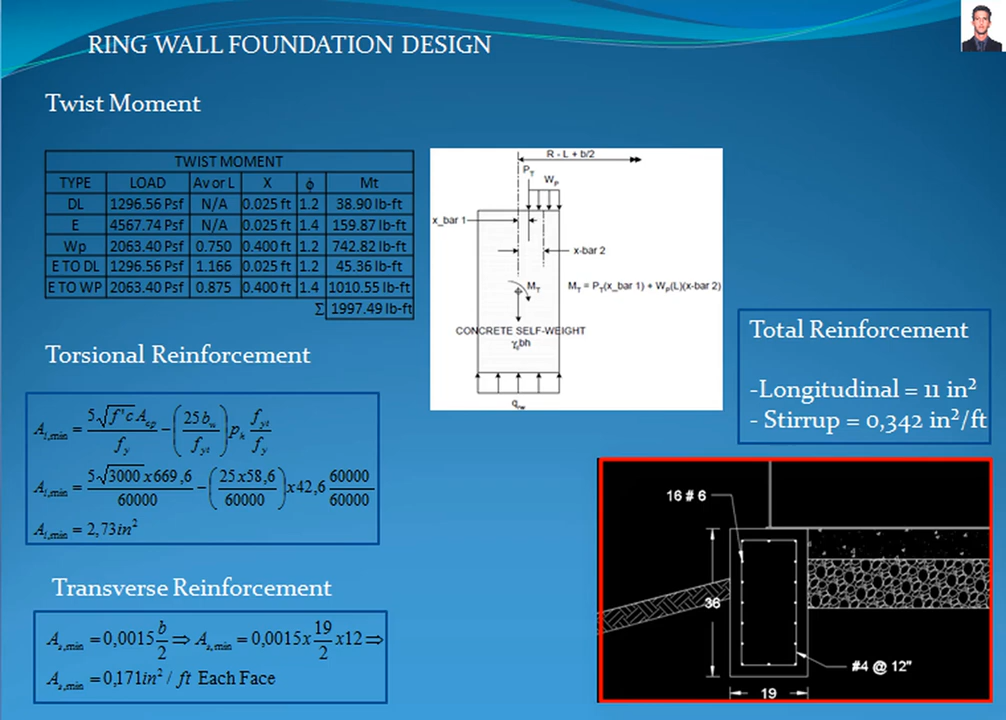 RING WALL FOUNDATION DESIGN
Twist Moment
TWIST MOMENT
TYPE LOAD Av or L X ϕ Mt
DL 1296.56 Psf N/A 0.025 ft 1.2 38.90 lb-ft
E 4567.74 Psf N/A 0.025 ft 1.4 159.87 lb-ft
Wp 2063.40 Psf 0.750 0.400 ft 1.2 742.82 lb-ft
E TO DL 1296.56 Psf 1.166 0.025 ft 1.2 45.36 lb-ft
E TO WP 2063.40 Psf 0.875 0.400 ft 1.4 1010.55 lb-ft
Σ 1997.49 lb-ft
R - L + b/2
P_T
W_P
x_bar 1
x-bar 2
M_T
M_T = P_T(x_bar 1) + W_P(L)(x-bar 2)
CONCRETE SELF-WEIGHT
γ_c bh
q_rw
Torsional Reinforcement
A_l,min = 5√f'c A_cp / f_y − (25 b_w / f_yt) p_h f_yt / f_y
A_l,min = 5√3000 x669,6 / 60000 − (25 x58,6 / 60000) x42,6 60000 / 60000
A_l,min = 2,73in²
Transverse Reinforcement
A_s,min = 0,0015 b/2 ⇒ A_s,min = 0,0015x 19/2 x12 ⇒
A_s,min = 0,171in² / ft Each Face
Total Reinforcement
-Longitudinal = 11 in²
- Stirrup = 0,342 in²/ft
16 # 6
36
#4 @ 12"
19